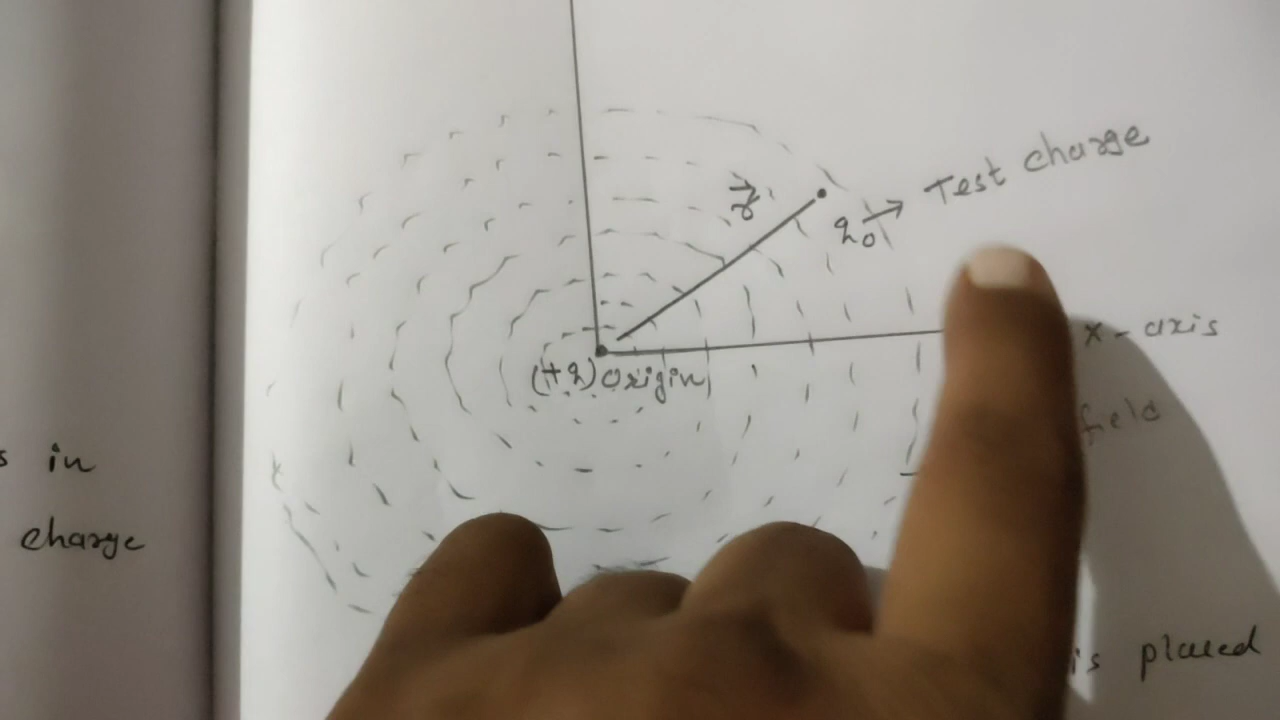 r
q₀ → Test charge
x-axis
(+q) origin
field
s in
charge
is placed